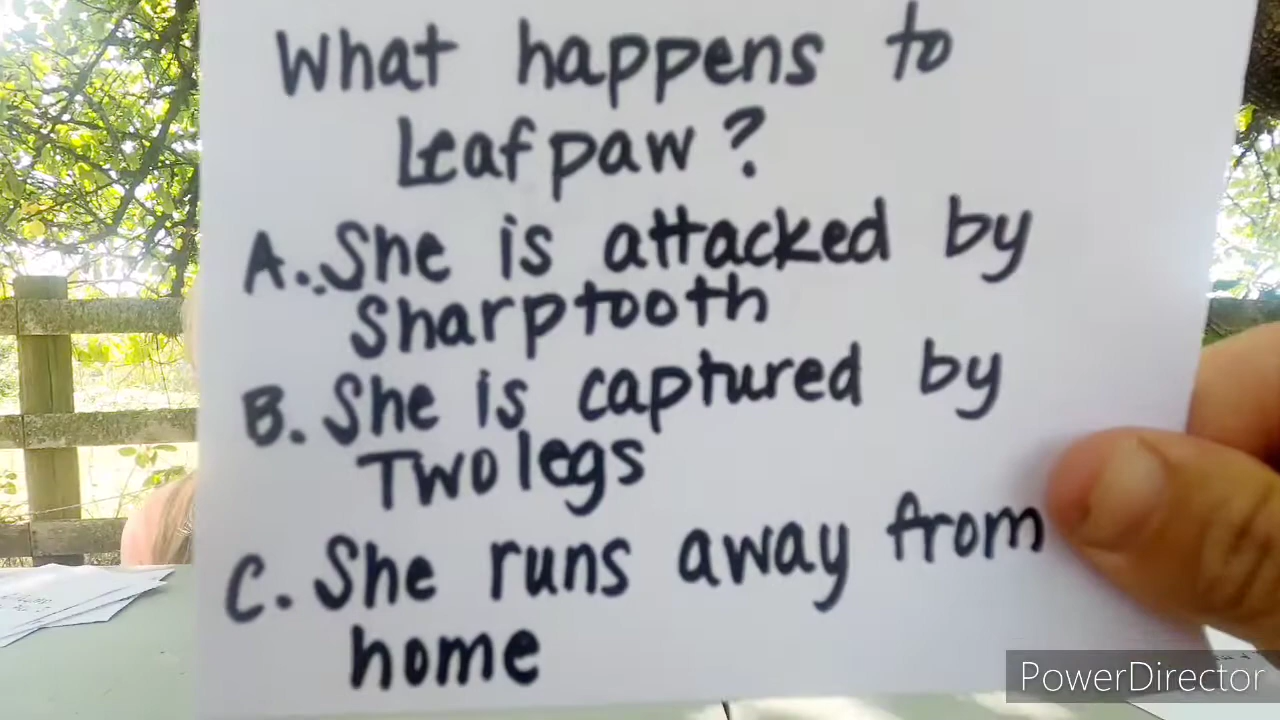 What happens to
Leafpaw?
A. She is attacked by
Sharptooth
B. She is captured by
Twolegs
C. She runs away from
home
PowerDirector